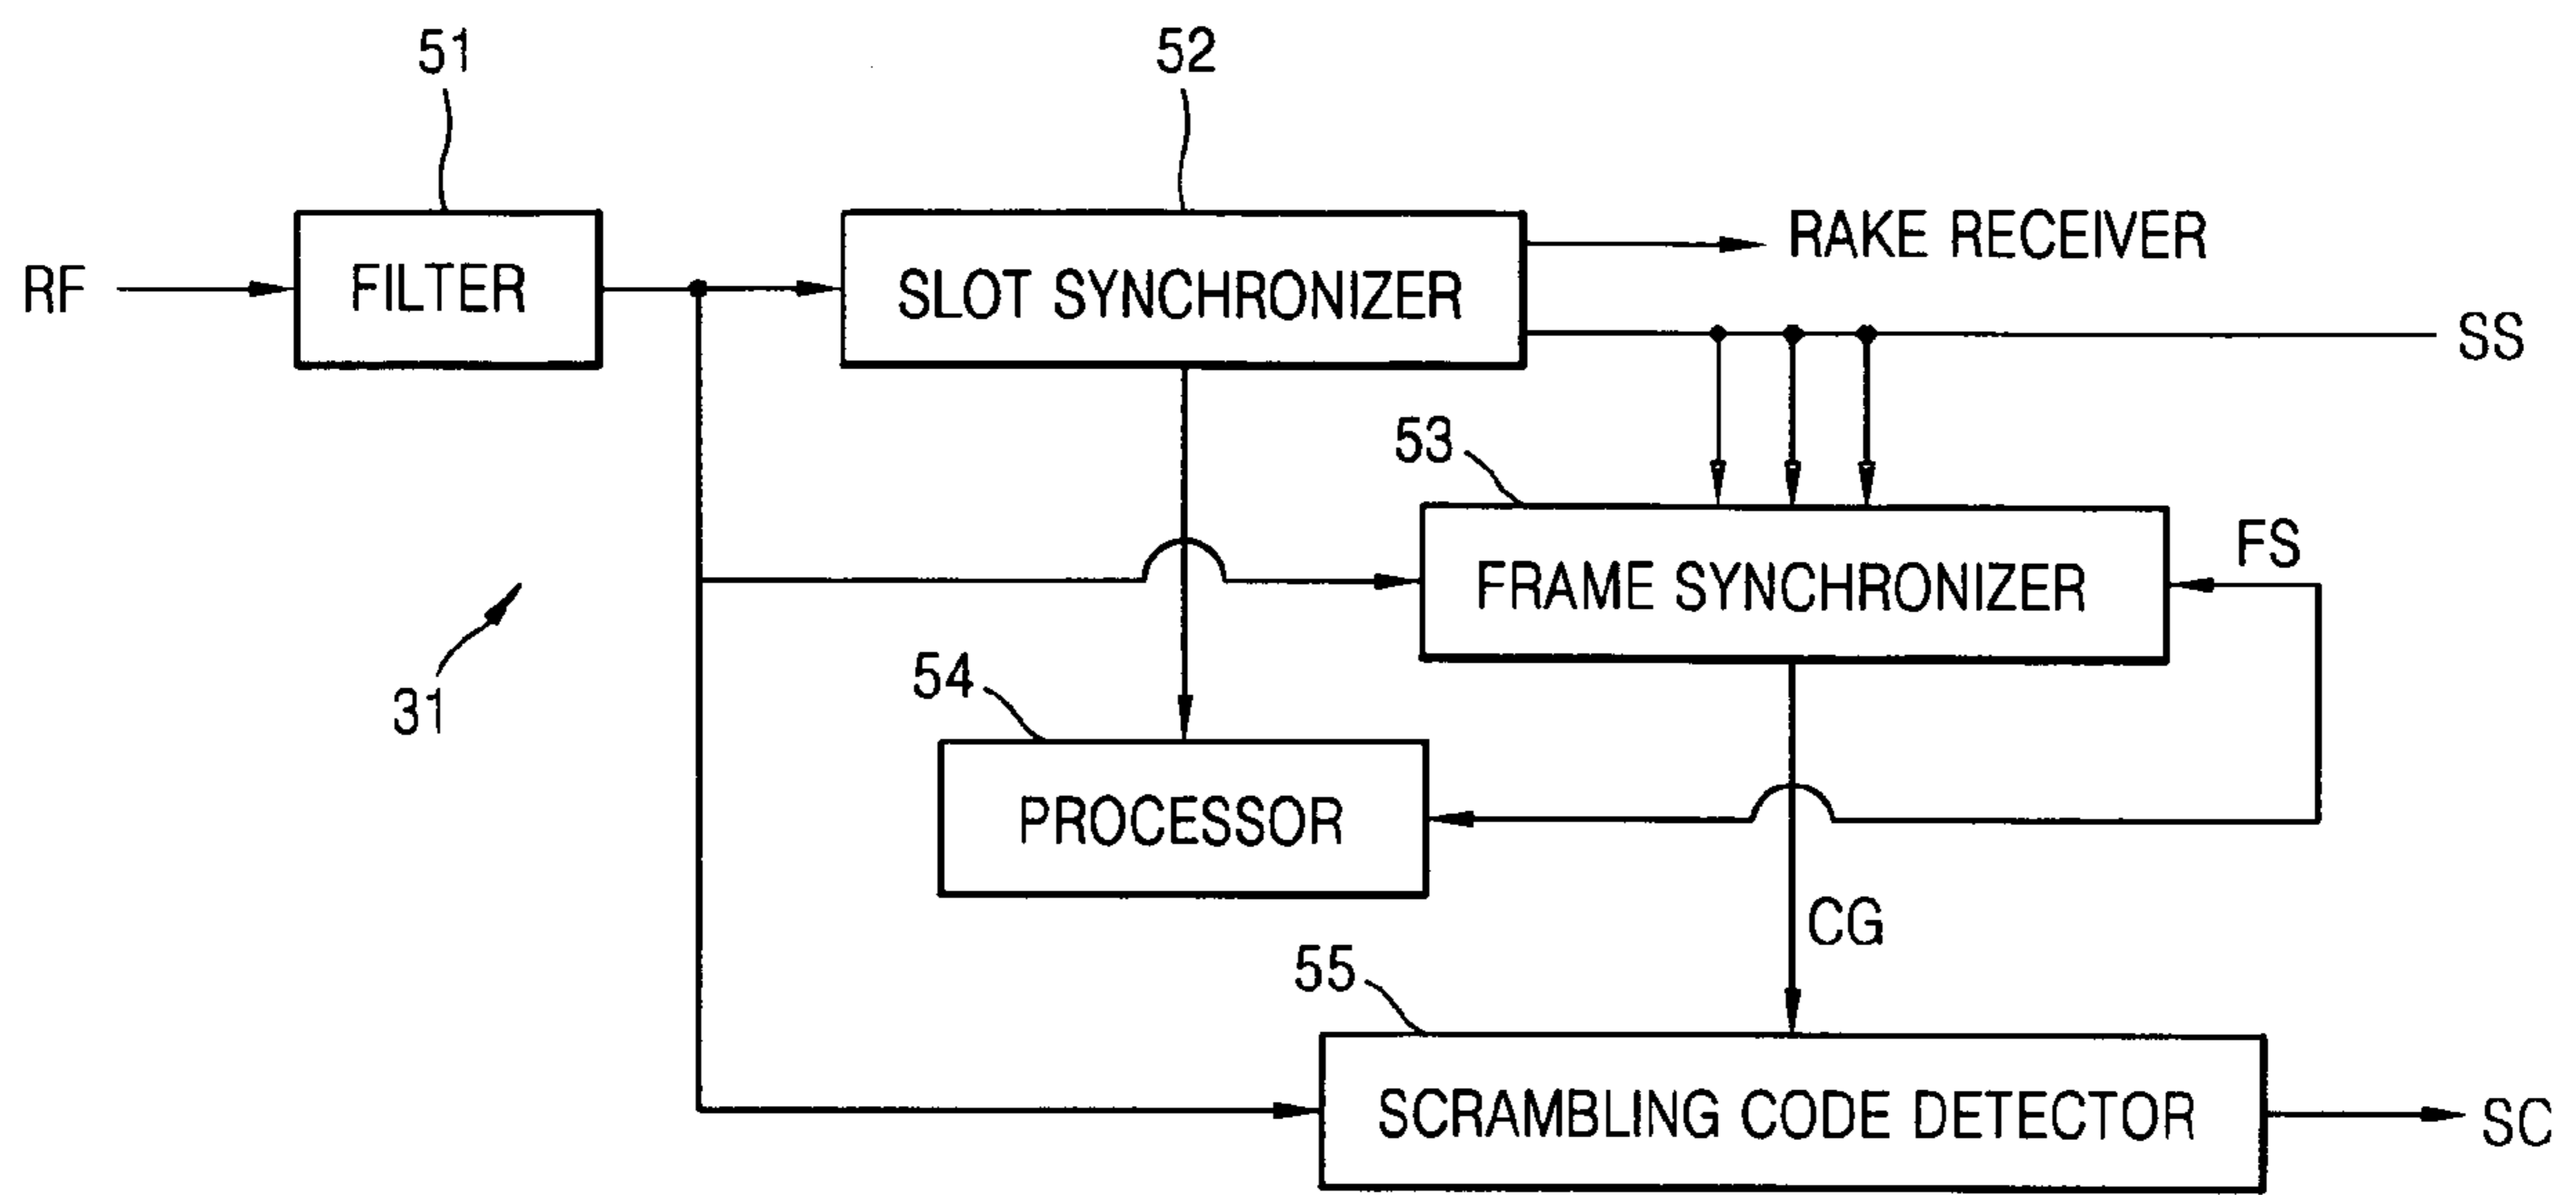 51
52
RF
FILTER
SLOT SYNCHRONIZER
RAKE RECEIVER
SS
53
FRAME SYNCHRONIZER
FS
31
54
PROCESSOR
CG
55
SCRAMBLING CODE DETECTOR
SC